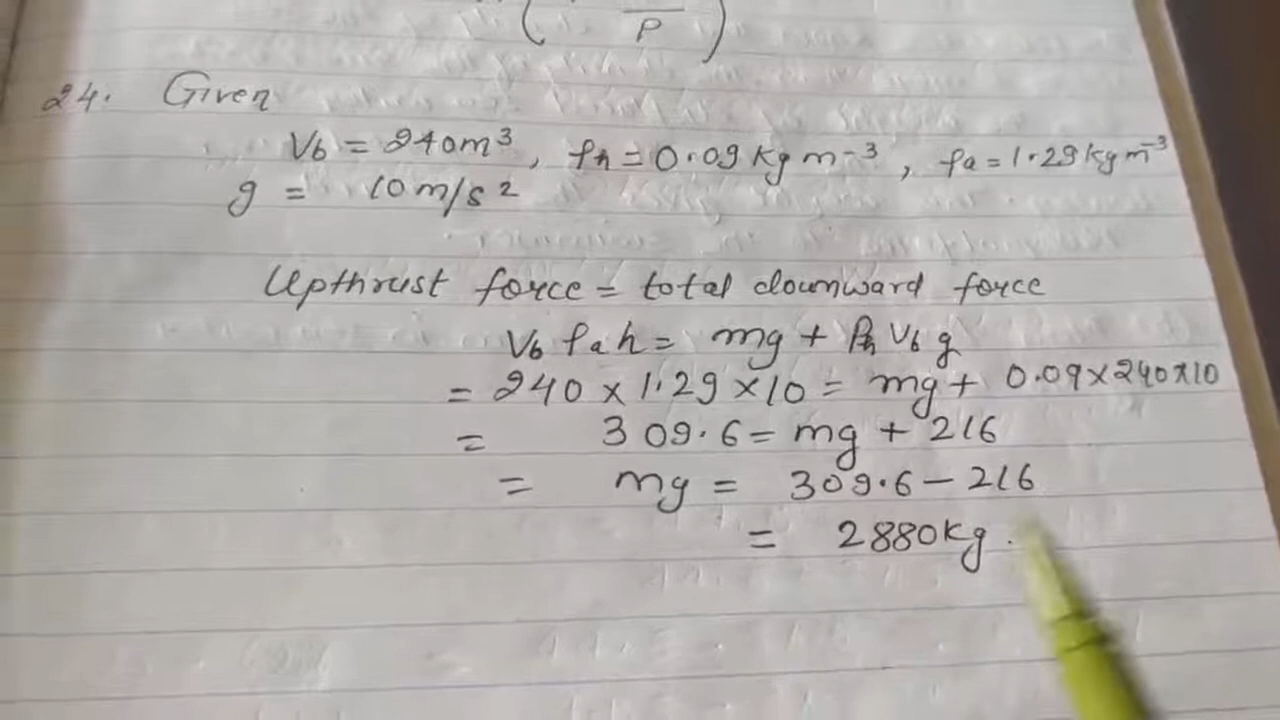 P
24. Given
Vb = 240m³, ρh = 0.09 kg m⁻³, ρa = 1.29 kg m⁻³
g = 10 m/s²
Upthrust force = total downward force
Vb ρa h = mg + ρh Vb g
= 240 × 1.29 × 10 = mg + 0.09 × 240 × 10
= 309.6 = mg + 216
= mg = 309.6 – 216
= 2880kg.